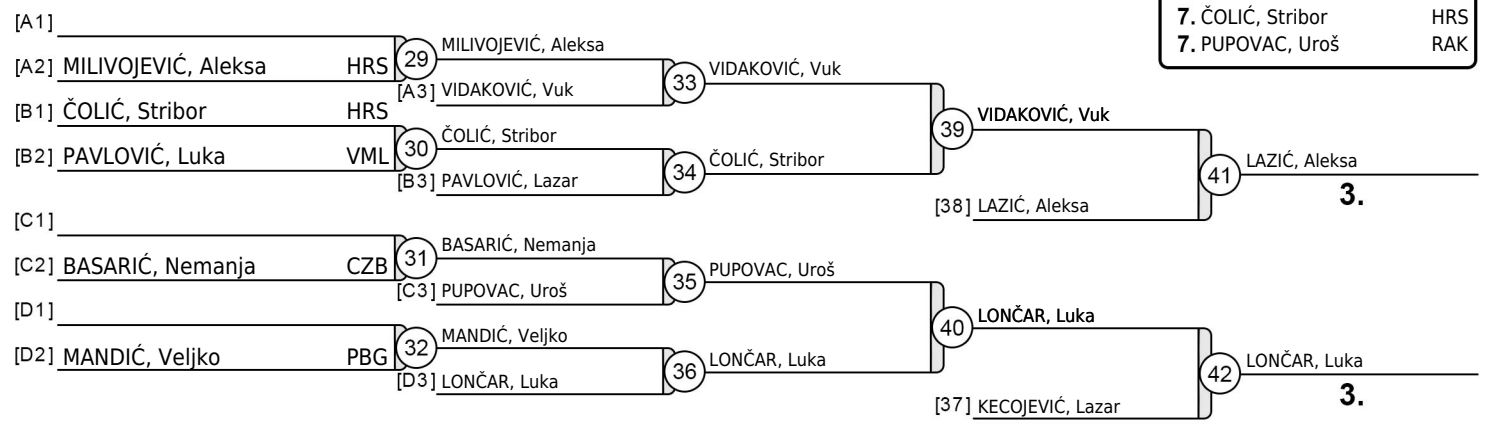 7. ČOLIĆ, Stribor HRS
7. PUPOVAC, Uroš RAK
[A1]
[A2] MILIVOJEVIĆ, Aleksa HRS
29
MILIVOJEVIĆ, Aleksa
[A3] VIDAKOVIĆ, Vuk
33
VIDAKOVIĆ, Vuk
[B1] ČOLIĆ, Stribor HRS
[B2] PAVLOVIĆ, Luka VML
30
ČOLIĆ, Stribor
[B3] PAVLOVIĆ, Lazar
34
ČOLIĆ, Stribor
39
VIDAKOVIĆ, Vuk
[38] LAZIĆ, Aleksa
41
LAZIĆ, Aleksa
3.
[C1]
[C2] BASARIĆ, Nemanja CZB
31
BASARIĆ, Nemanja
[C3] PUPOVAC, Uroš
35
PUPOVAC, Uroš
[D1]
[D2] MANDIĆ, Veljko PBG
32
MANDIĆ, Veljko
[D3] LONČAR, Luka
36
LONČAR, Luka
40
LONČAR, Luka
[37] KECOJEVIĆ, Lazar
42
LONČAR, Luka
3.